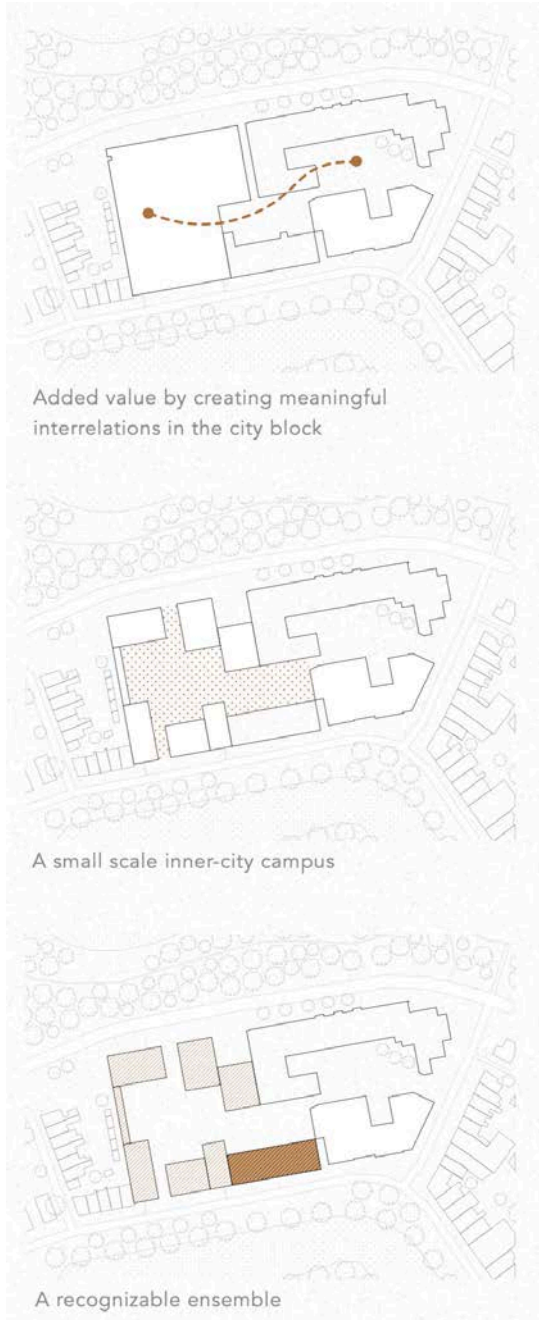 Added value by creating meaningful
interrelations in the city block
A small scale inner-city campus
A recognizable ensemble